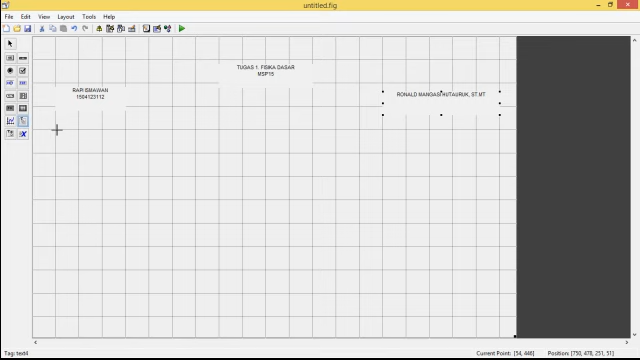 untitled.fig
File Edit View Layout Tools Help
TUGAS 1. FISIKA DASAR
MSP15
RAPI ISMAWAN
1504123112
RONALD MANGASI HUTAURUK, ST.MT
Tag: text4
Current Point: [54, 446]
Position: [750, 478, 251, 51]